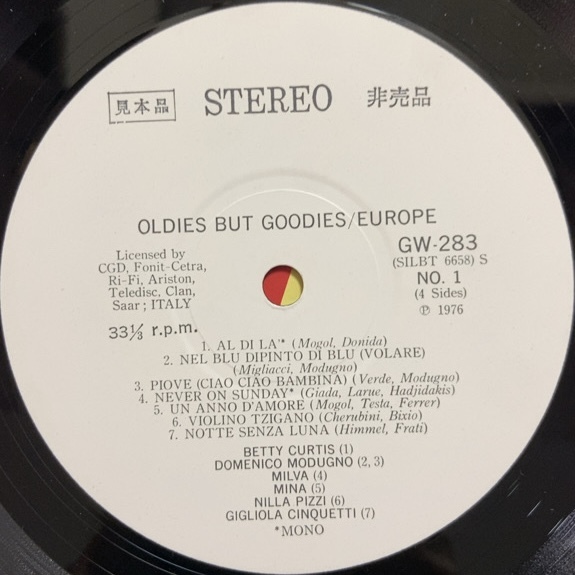 見本品 STEREO 非売品
OLDIES BUT GOODIES/EUROPE
Licensed by
CGD, Fonit-Cetra,
Ri-Fi, Ariston,
Teledisc, Clan,
Saar; ITALY
GW-283
(SILBT 6658) S
NO. 1
(4 Sides)
℗ 1976
33⅓ r.p.m.
1. AL DI LA'* (Mogol, Donida)
2. NEL BLU DIPINTO DI BLU (VOLARE)
(Migliacci, Modugno)
3. PIOVE (CIAO CIAO BAMBINA) (Verde, Modugno)
4. NEVER ON SUNDAY* (Giada, Larue, Hadjidakis)
5. UN ANNO D'AMORE (Mogol, Testa, Ferrer)
6. VIOLINO TZIGANO (Cherubini, Bixio)
7. NOTTE SENZA LUNA (Himmel, Frati)
BETTY CURTIS (1)
DOMENICO MODUGNO (2, 3)
MILVA (4)
MINA (5)
NILLA PIZZI (6)
GIGLIOLA CINQUETTI (7)
*MONO